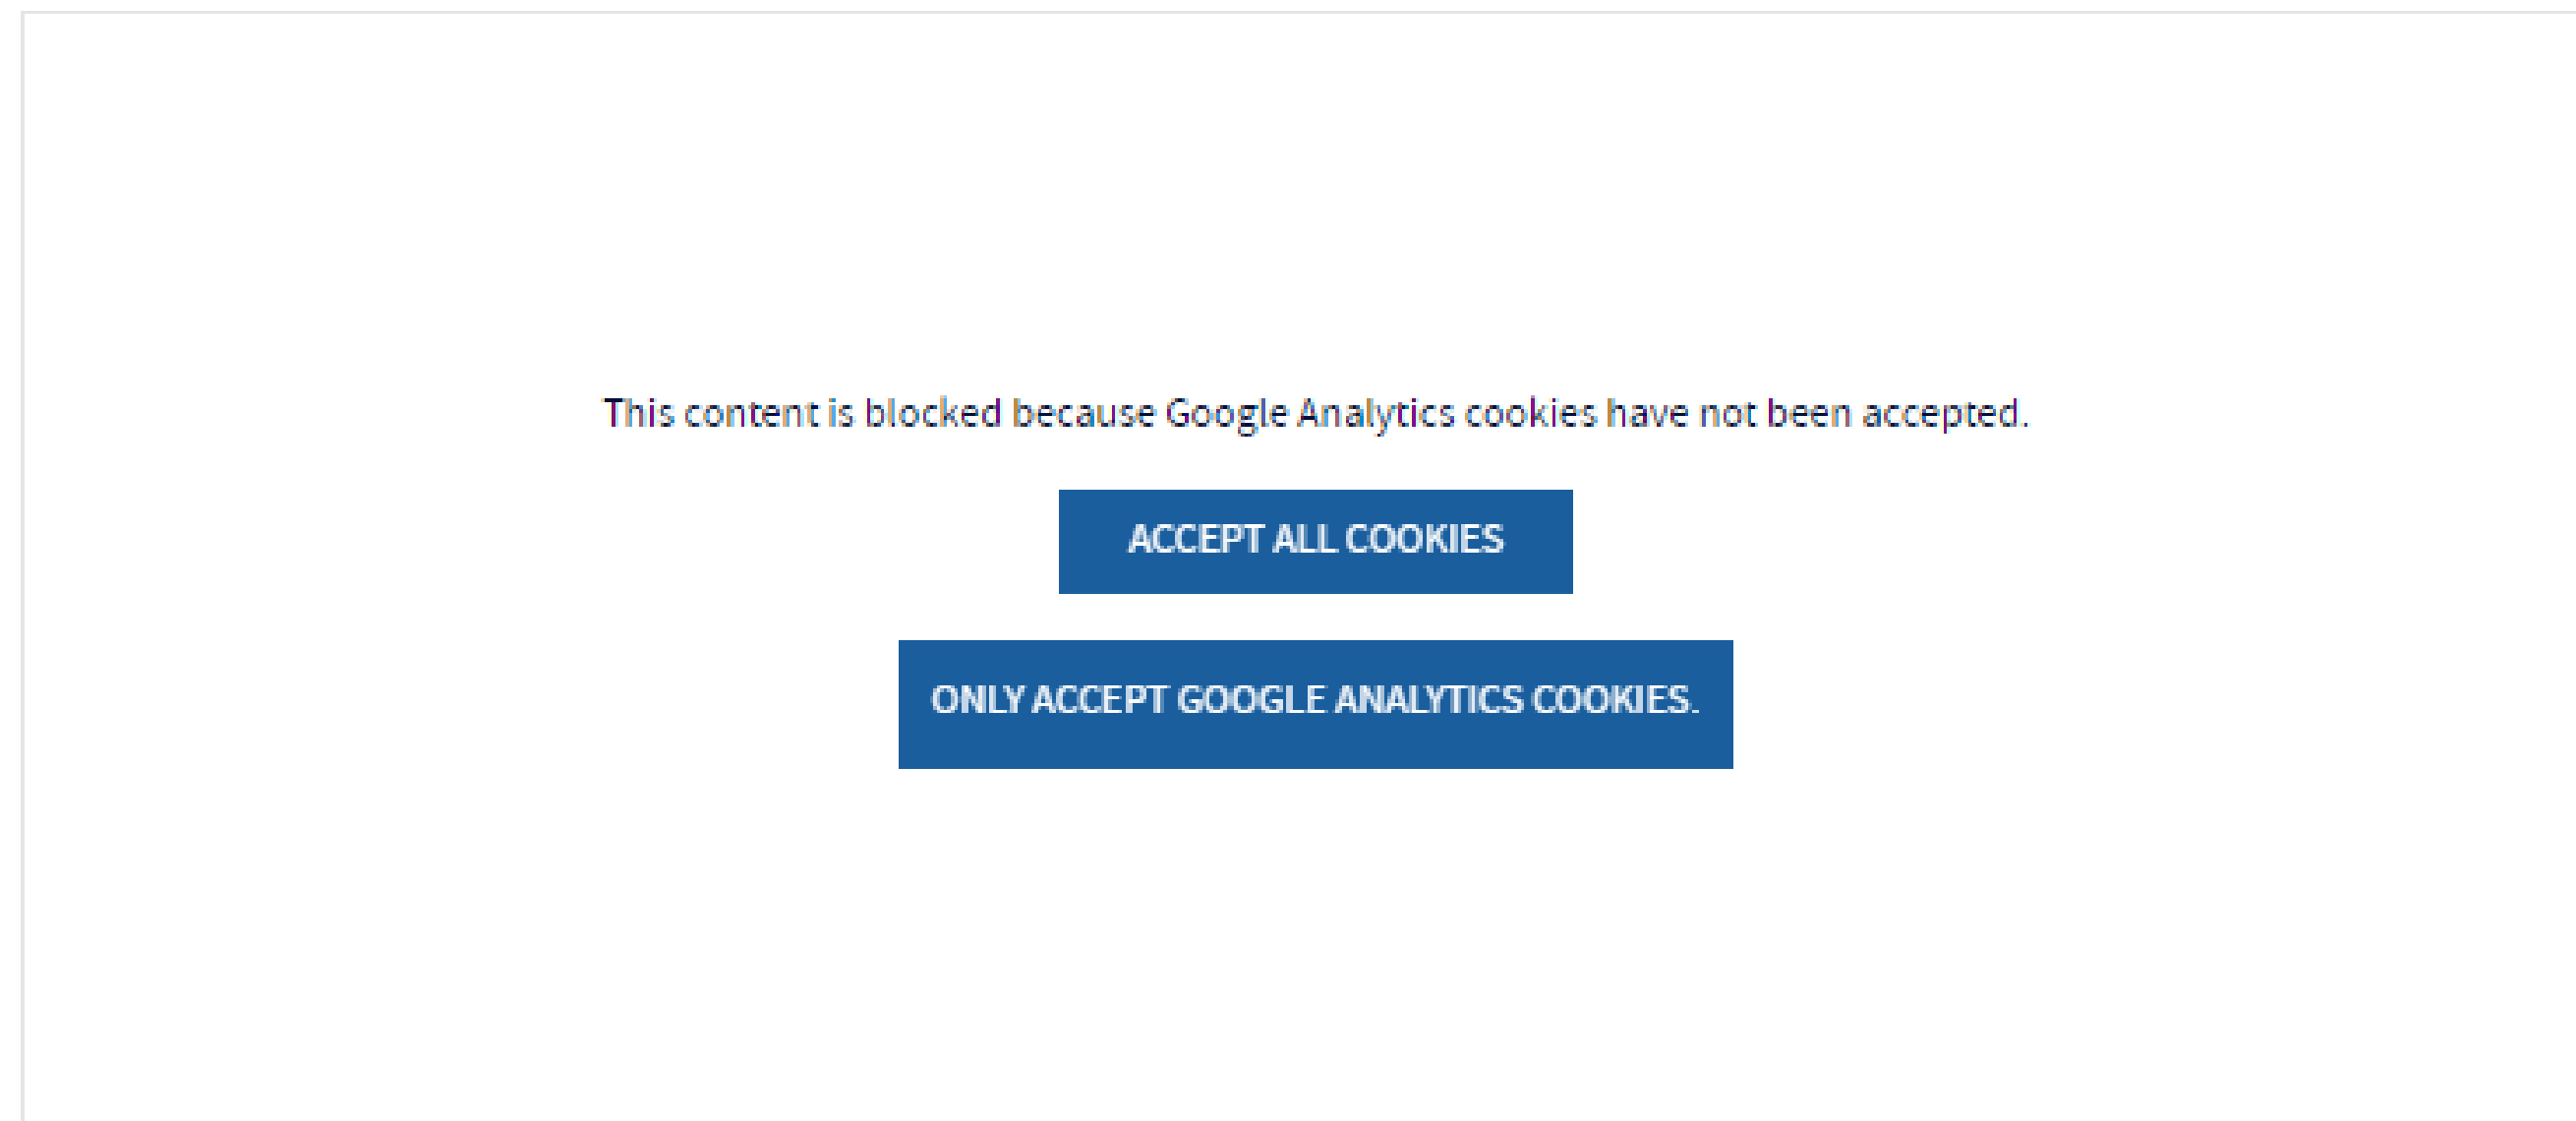 This content is blocked because Google Analytics cookies have not been accepted.
ACCEPT ALL COOKIES
ONLY ACCEPT GOOGLE ANALYTICS COOKIES.